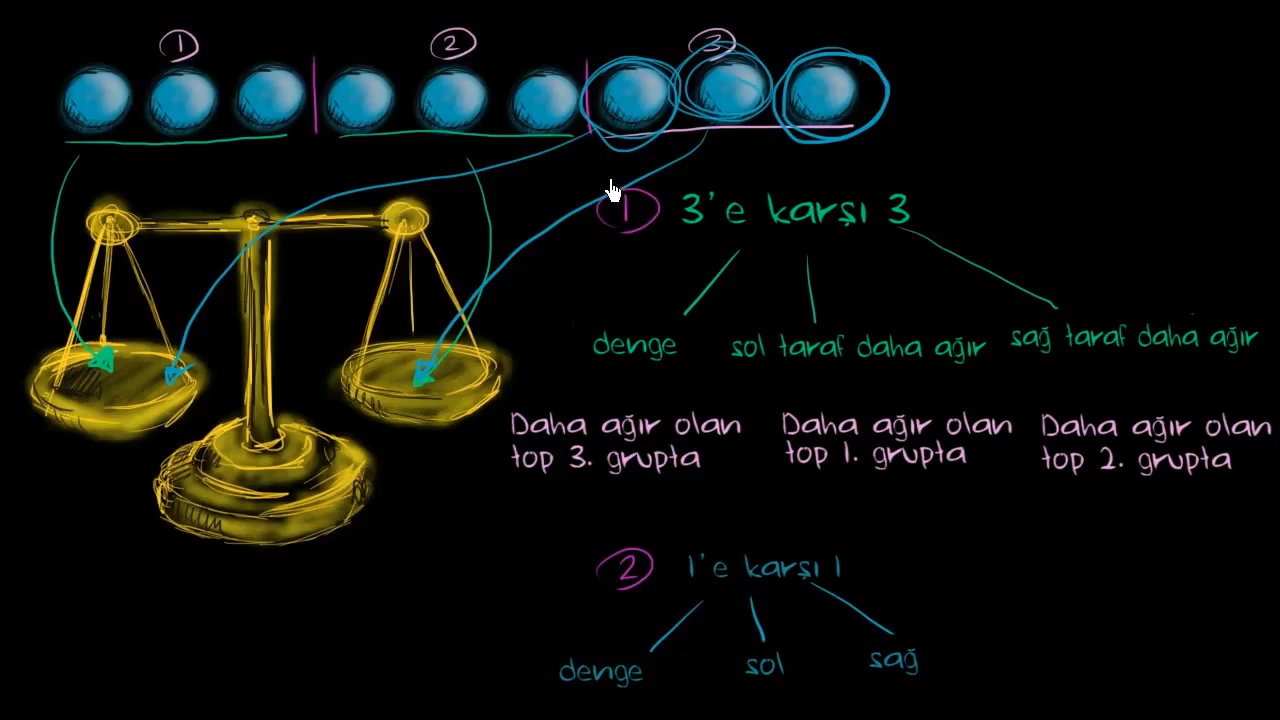 1 2 3
1 3'e karşı 3
denge sol taraf daha ağır sağ taraf daha ağır
Daha ağır olan
top 3. grupta
Daha ağır olan
top 1. grupta
Daha ağır olan
top 2. grupta
2 1'e karşı 1
denge sol sağ